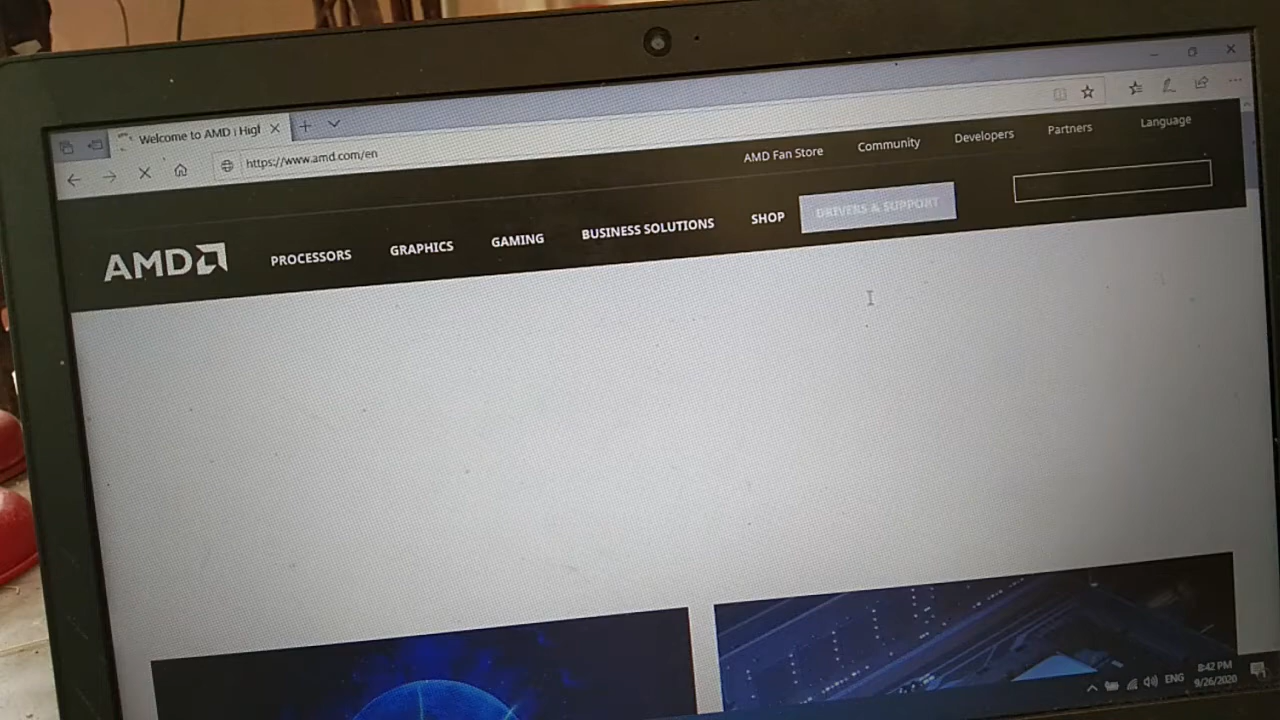 Welcome to AMD | High
https://www.amd.com/en
AMD Fan Store Community Developers Partners Language
AMD PROCESSORS GRAPHICS GAMING BUSINESS SOLUTIONS SHOP DRIVERS & SUPPORT
ENG 8:42 PM
9/26/2020